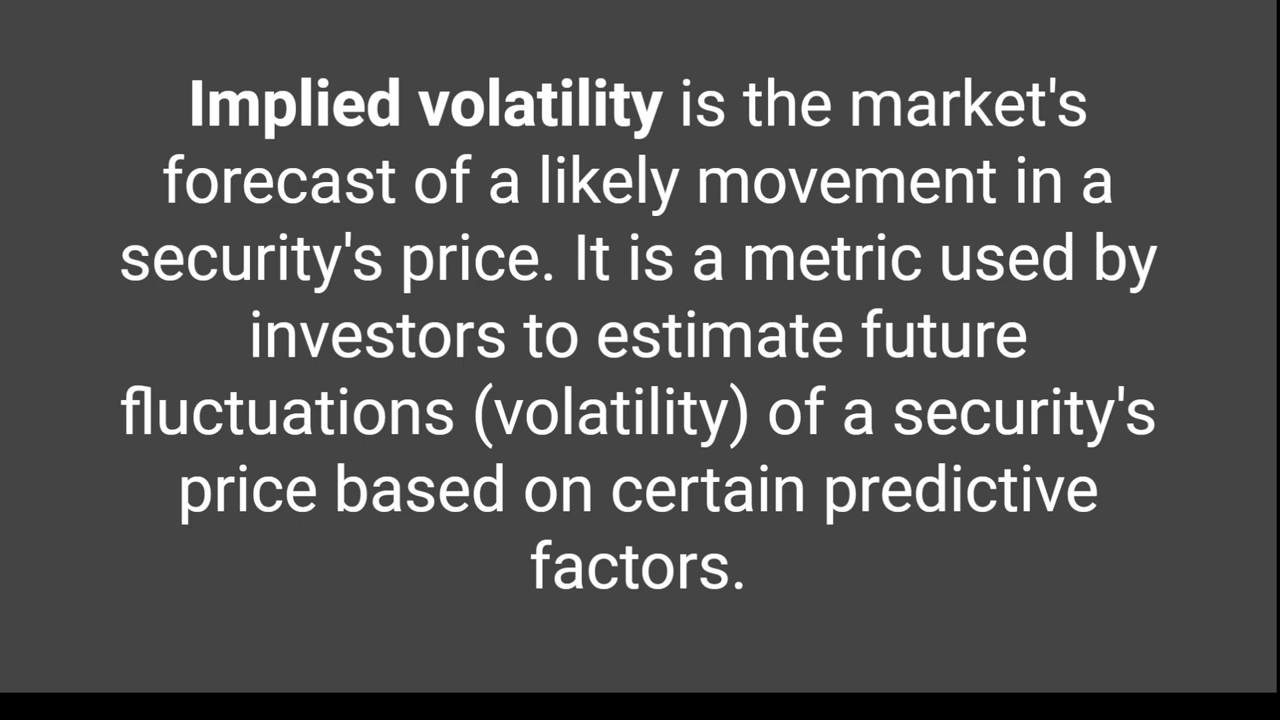 Implied volatility is the market's
forecast of a likely movement in a
security's price. It is a metric used by
investors to estimate future
fluctuations (volatility) of a security's
price based on certain predictive
factors.